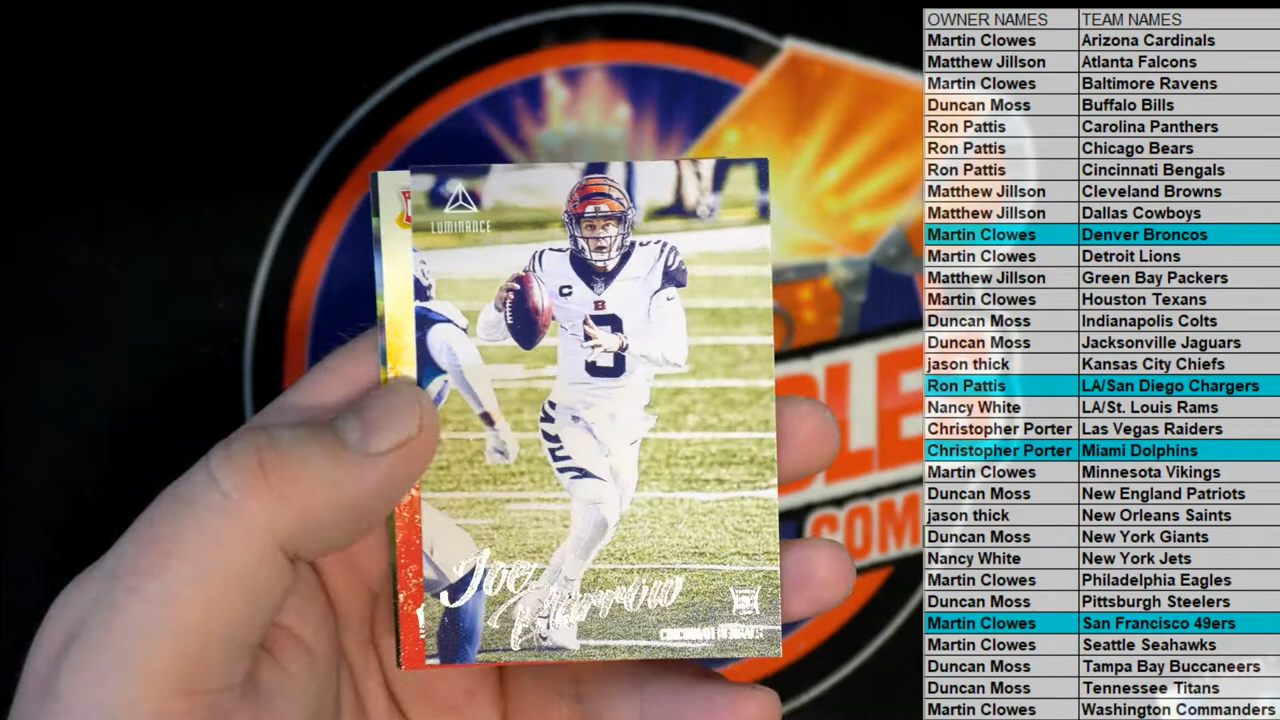 OWNER NAMES TEAM NAMES
Martin Clowes Arizona Cardinals
Matthew Jillson Atlanta Falcons
Martin Clowes Baltimore Ravens
Duncan Moss Buffalo Bills
Ron Pattis Carolina Panthers
Ron Pattis Chicago Bears
Ron Pattis Cincinnati Bengals
Matthew Jillson Cleveland Browns
Matthew Jillson Dallas Cowboys
Martin Clowes Denver Broncos
Martin Clowes Detroit Lions
Matthew Jillson Green Bay Packers
Martin Clowes Houston Texans
Duncan Moss Indianapolis Colts
Duncan Moss Jacksonville Jaguars
jason thick Kansas City Chiefs
Ron Pattis LA/San Diego Chargers
Nancy White LA/St. Louis Rams
Christopher Porter Las Vegas Raiders
Christopher Porter Miami Dolphins
Martin Clowes Minnesota Vikings
Duncan Moss New England Patriots
jason thick New Orleans Saints
Duncan Moss New York Giants
Nancy White New York Jets
Martin Clowes Philadelphia Eagles
Duncan Moss Pittsburgh Steelers
Martin Clowes San Francisco 49ers
Martin Clowes Seattle Seahawks
Duncan Moss Tampa Bay Buccaneers
Duncan Moss Tennessee Titans
Martin Clowes Washington Commanders
LUMINANCE
C
B
9
Joe
Burrow
CINCINNATI BENGALS
.COM